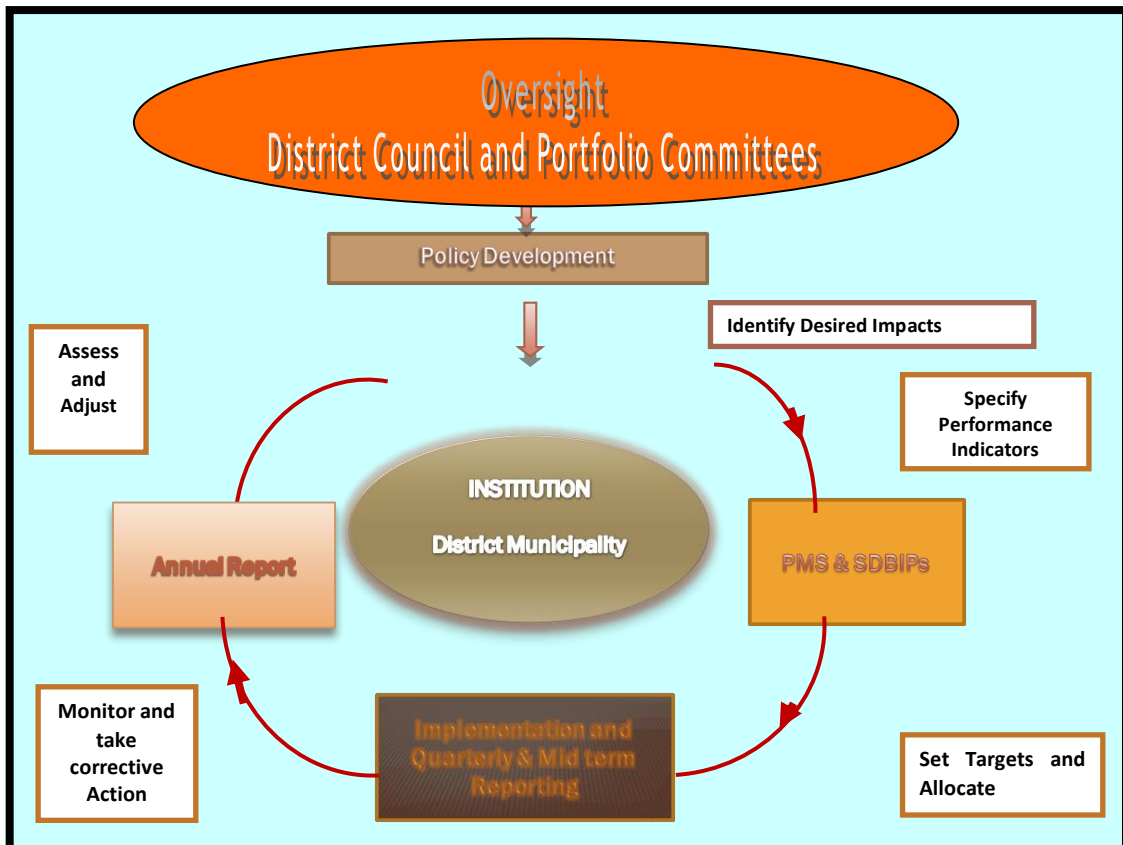 Oversight
District Council and Portfolio Committees
Policy Development
Identify Desired Impacts
Assess
and
Adjust
Specify
Performance
Indicators
INSTITUTION
District Municipality
Annual Report
PMS & SDBIPs
Monitor and
take
corrective
Action
Implementation and
Quarterly & Mid term
Reporting
Set Targets and
Allocate